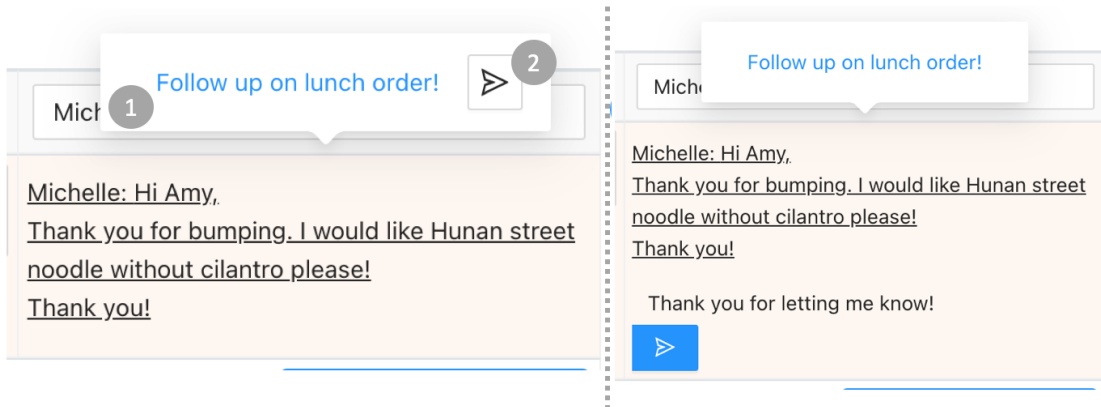 Follow up on lunch order!
2
1
Mich
Michelle: Hi Amy,
Thank you for bumping. I would like Hunan street
noodle without cilantro please!
Thank you!
Follow up on lunch order!
Miche
Michelle: Hi Amy,
Thank you for bumping. I would like Hunan street
noodle without cilantro please!
Thank you!
Thank you for letting me know!